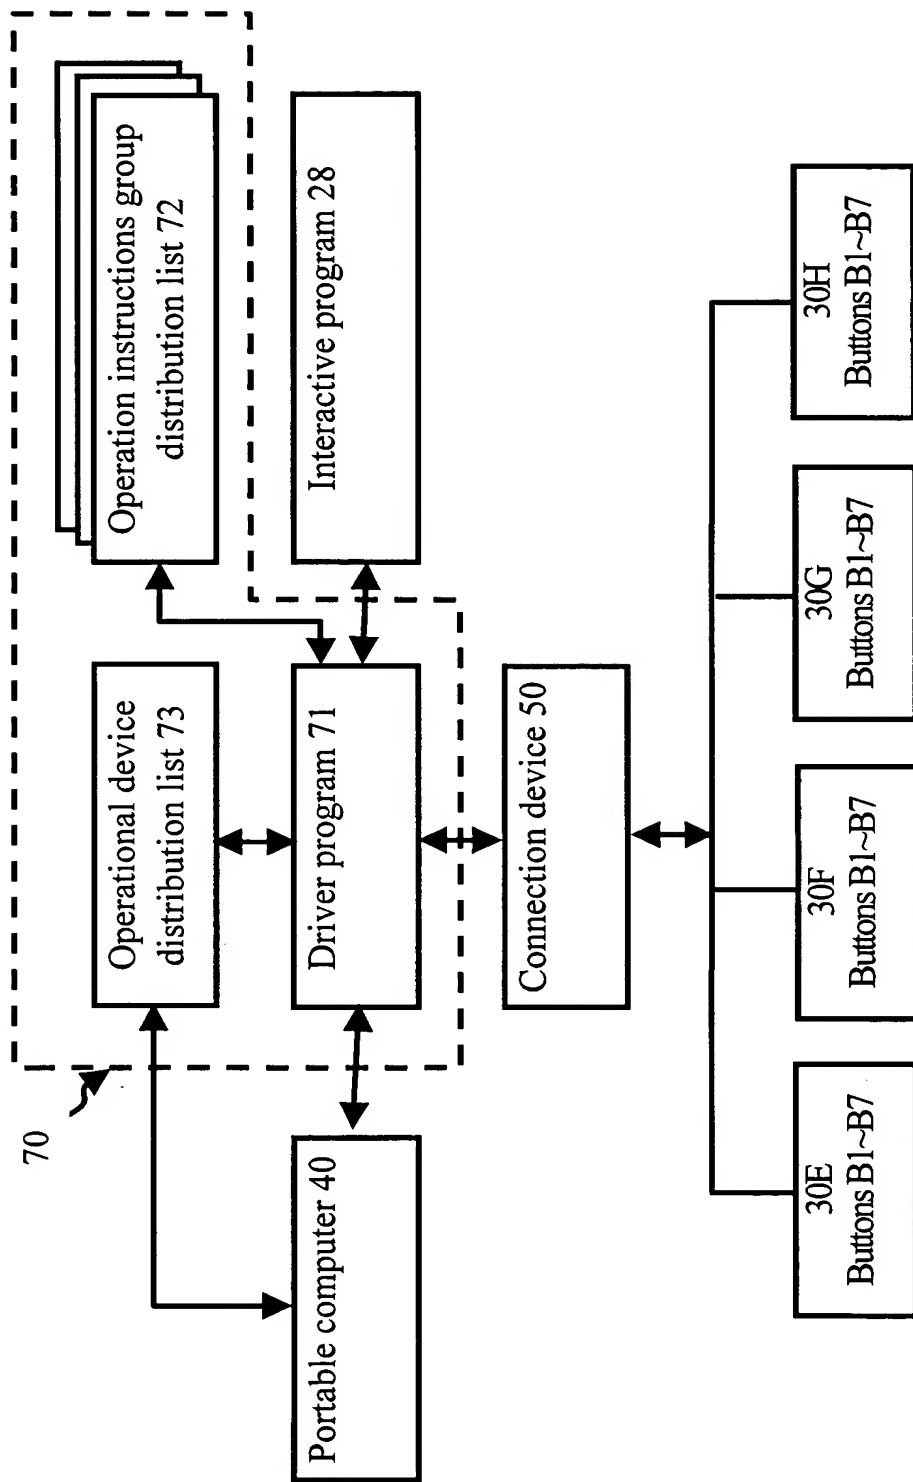 70
Operational device
distribution list 73
Operation instructions group
distribution list 72
Portable computer 40
Driver program 71
Interactive program 28
Connection device 50
30E
Buttons B1~B7
30F
Buttons B1~B7
30G
Buttons B1~B7
30H
Buttons B1~B7